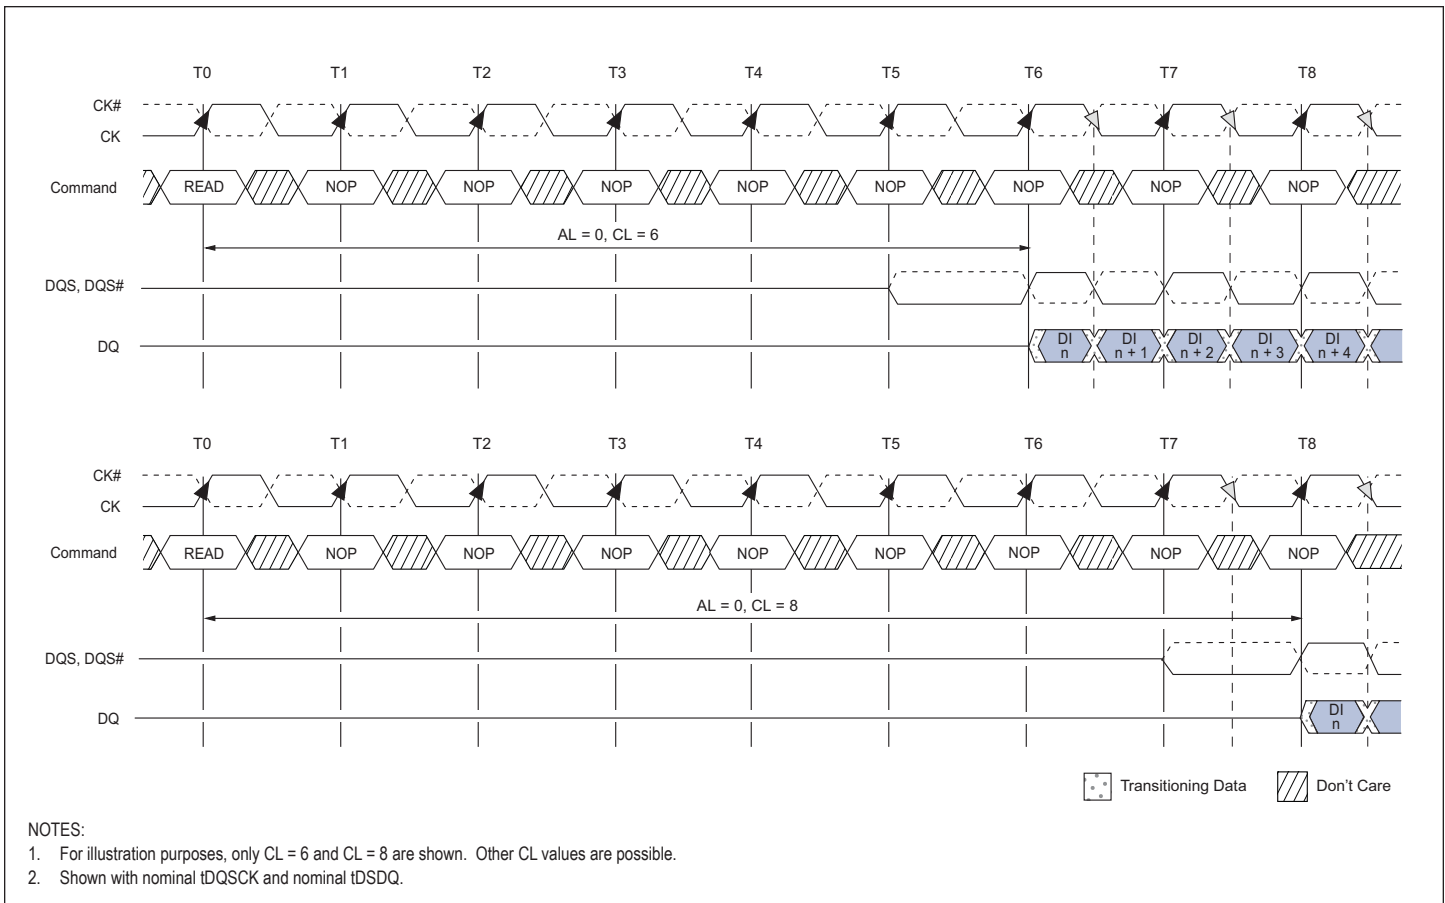 T0 T1 T2 T3 T4 T5 T6 T7 T8
CK#
CK
Command READ NOP NOP NOP NOP NOP NOP NOP NOP
AL = 0, CL = 6
DQS, DQS#
DQ DI n DI n + 1 DI n + 2 DI n + 3 DI n + 4
T0 T1 T2 T3 T4 T5 T6 T7 T8
CK#
CK
Command READ NOP NOP NOP NOP NOP NOP NOP NOP
AL = 0, CL = 8
DQS, DQS#
DQ DI n
Transitioning Data Don't Care
NOTES:
1. For illustration purposes, only CL = 6 and CL = 8 are shown. Other CL values are possible.
2. Shown with nominal tDQSCK and nominal tDSDQ.